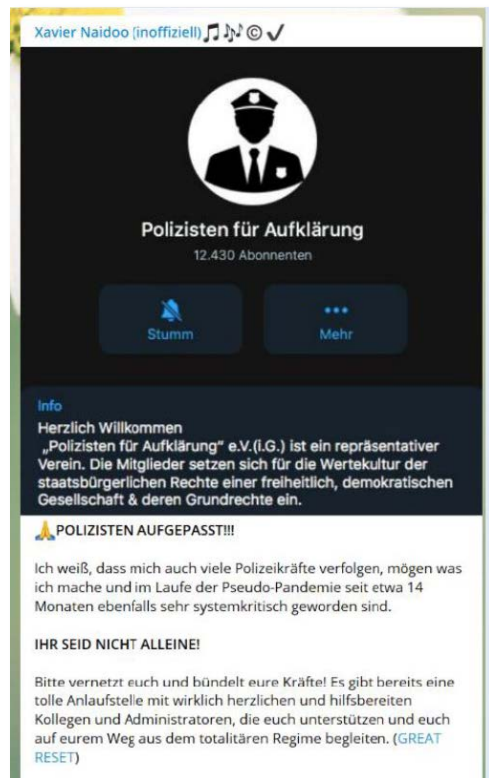 Xavier Naidoo (inoffiziell)🎵🎶©✔
Polizisten für Aufklärung
12.430 Abonnenten
Stumm
Mehr
Info
Herzlich Willkommen
„Polizisten für Aufklärung" e.V.(i.G.) ist ein repräsentativer
Verein. Die Mitglieder setzen sich für die Wertekultur der
staatsbürgerlichen Rechte einer freiheitlich, demokratischen
Gesellschaft & deren Grundrechte ein.
🙏POLIZISTEN AUFGEPASST!!!
Ich weiß, dass mich auch viele Polizeikräfte verfolgen, mögen was
ich mache und im Laufe der Pseudo-Pandemie seit etwa 14
Monaten ebenfalls sehr systemkritisch geworden sind.
IHR SEID NICHT ALLEINE!
Bitte vernetzt euch und bündelt eure Kräfte! Es gibt bereits eine
tolle Anlaufstelle mit wirklich herzlichen und hilfsbereiten
Kollegen und Administratoren, die euch unterstützen und euch
auf eurem Weg aus dem totalitären Regime begleiten. (GREAT
RESET)